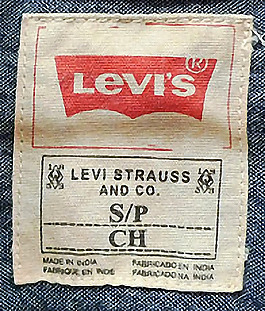 LEVI'S®
LEVI STRAUSS
AND CO.
S/P
CH
MADE IN INDIA FABRICADO EN INDIA
FABRIQUE EN INDE FABRICADO NA INDIA